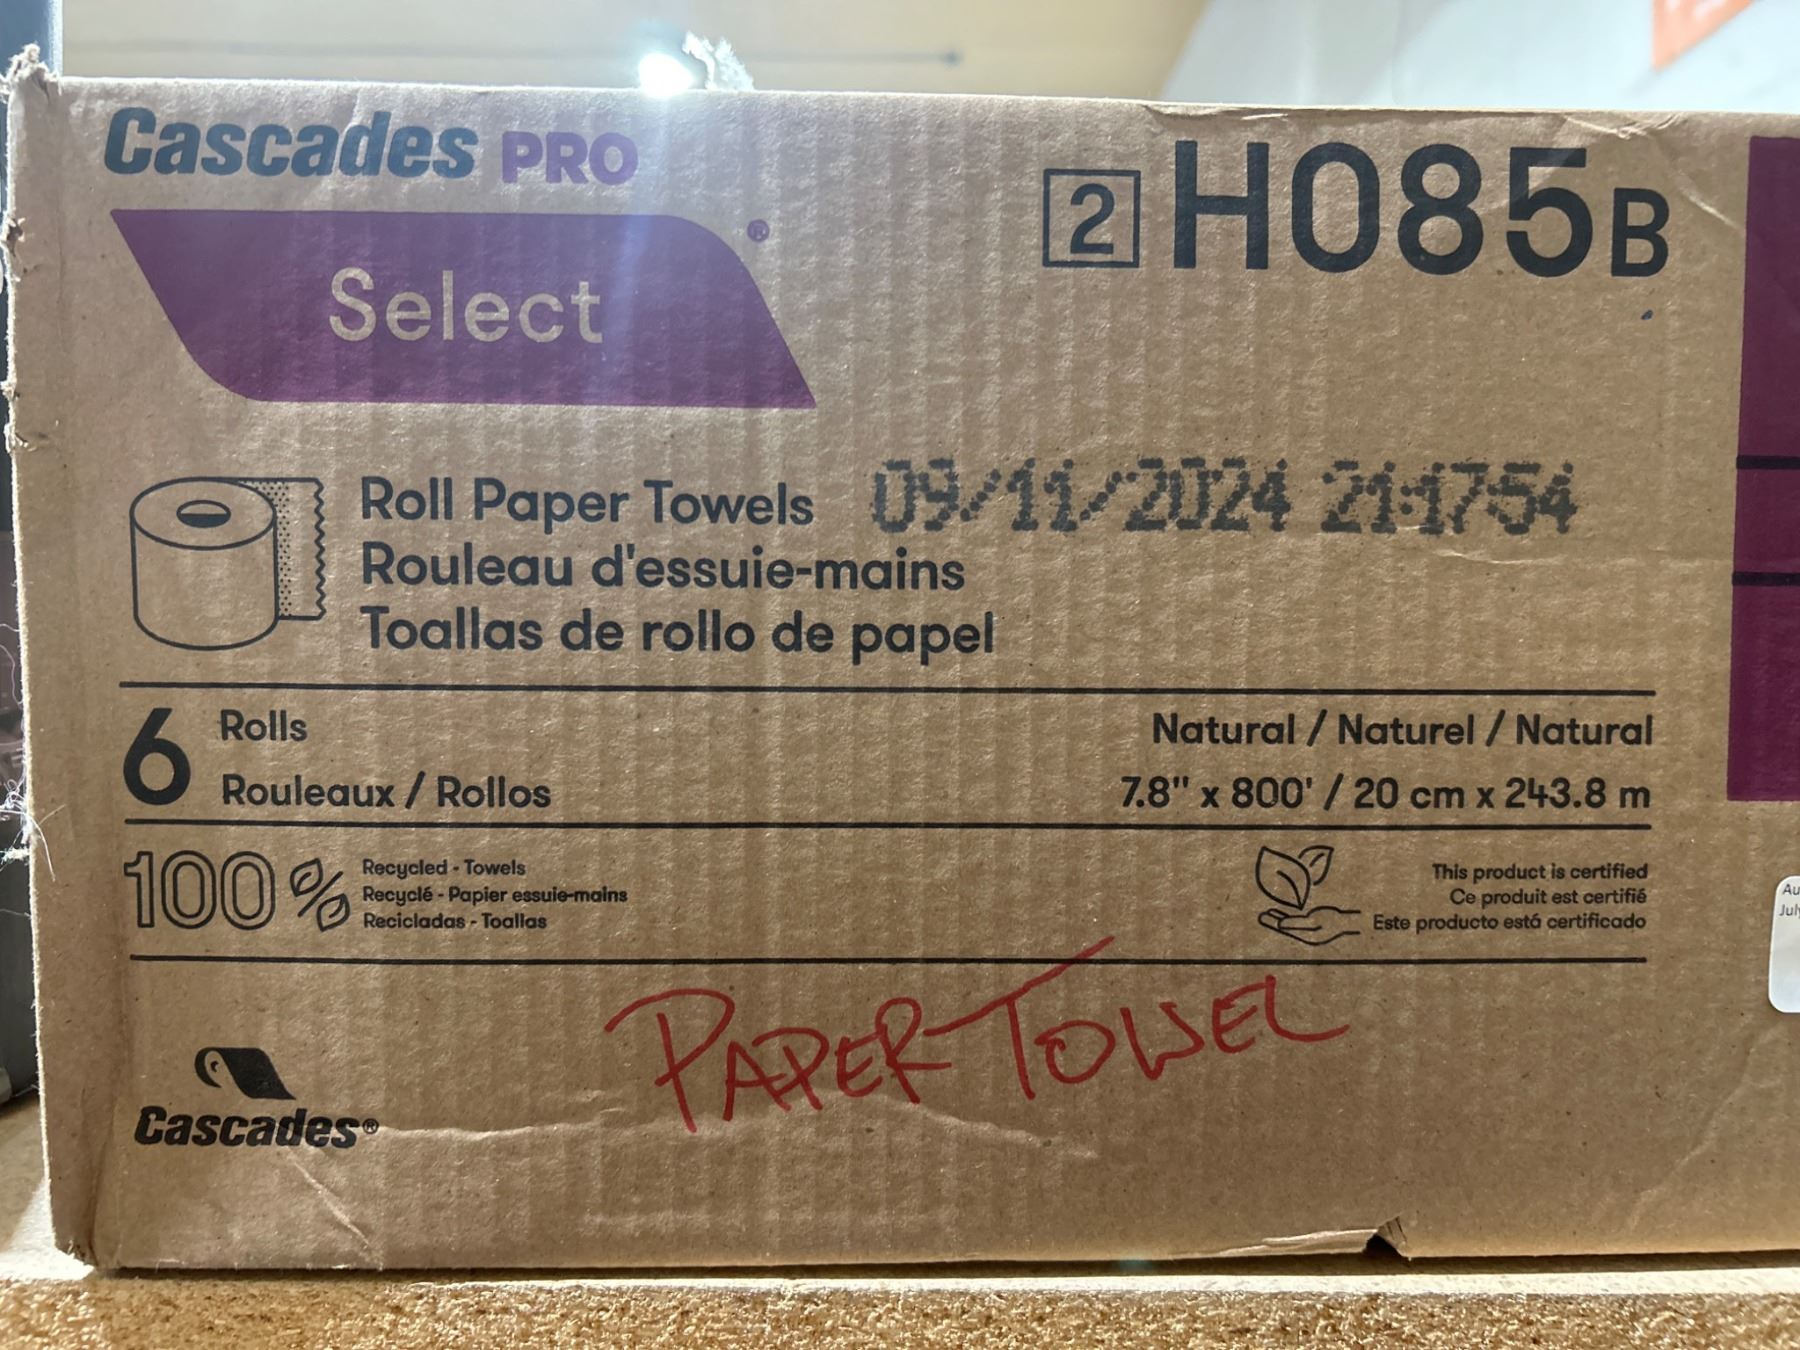 Cascades PRO
Select®
2 H085B
Roll Paper Towels 09/11/2024 21:17:54
Rouleau d'essuie-mains
Toallas de rollo de papel
6 Rolls
Rouleaux / Rollos
Natural / Naturel / Natural
7.8" x 800' / 20 cm x 243.8 m
100% Recycled - Towels
Recyclé - Papier essuie-mains
Recicladas - Toallas
This product is certified
Ce produit est certifié
Este producto está certificado
PAPER TOWEL
Cascades®
Au
July